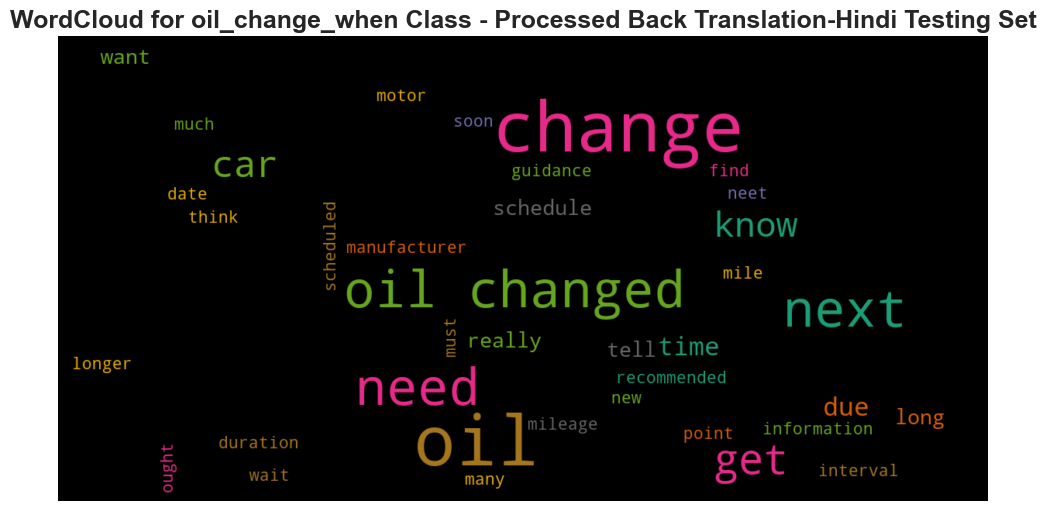 WordCloud for oil_change_when Class - Processed Back Translation-Hindi Testing Set
want
motor
much
soon
change
car
guidance
find
date
neet
think
scheduled
schedule
know
manufacturer
mile
oil changed
next
must
really
tell
time
longer
need
recommended
new
due
long
oil
mileage
point
information
duration
get
ought
wait
many
interval